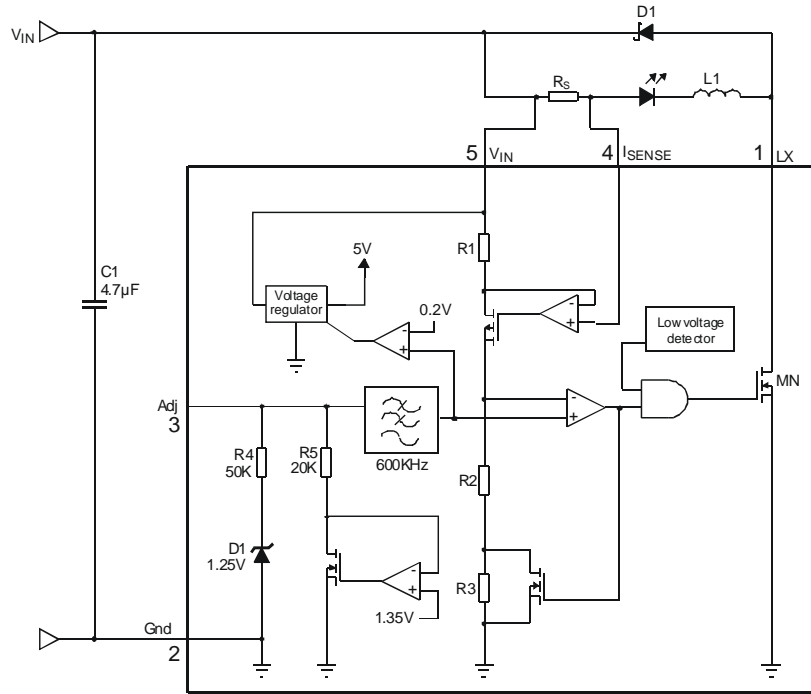 D1
VIN
RS
L1
5 VIN
4 ISENSE
1 LX
R1
5V
C1
4.7µF
Voltage
regulator
0.2V
Low voltage
detector
MN
Adj
3
R4
50K
R5
20K
600KHz
R2
D1
1.25V
R3
1.35V
Gnd
2